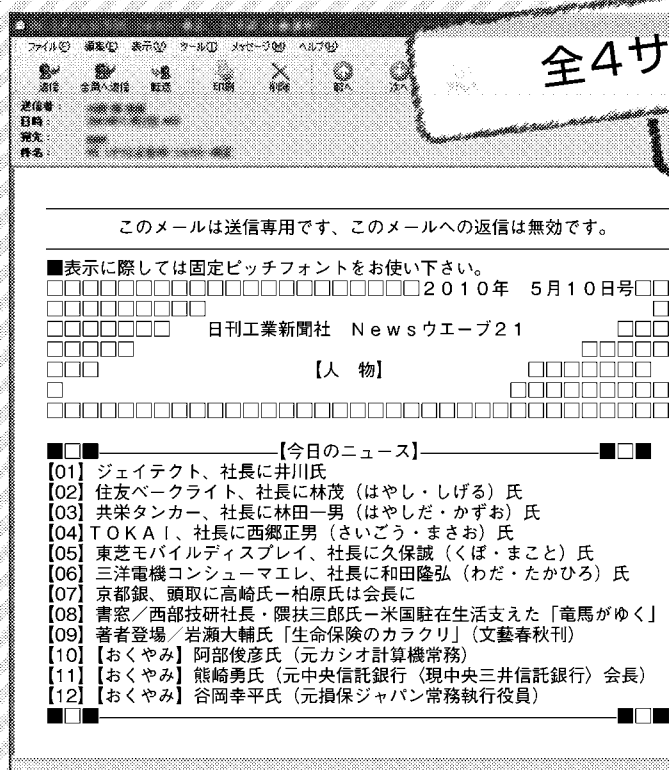 ファイル(F) 編集(E) 表示(V) ツール(T) メッセージ(M) ヘルプ(H)
返信 全員へ返信 転送 印刷 削除 前へ 次へ
全4サ
送信者：
日時：
宛先：
件名：
このメールは送信専用です、このメールへの返信は無効です。
■表示に際しては固定ピッチフォントをお使い下さい。
□□□□□□□□□□□□□□□□□□□□□2010年 5月10日号□□
□□□□□□□□□ □
□□□□□□□ 日刊工業新聞社 Newsウエーブ21 □□□
□□□□□ □□□□□
□□□ 【人 物】 □□□□□□□
□ □□□□□□□□□
□□□□□□□□□□□□□□□□□□□□□□□□□□□□□□□□□□□
■□■――――――――――【今日のニュース】――――――――――■□■
【01】ジェイテクト、社長に井川氏
【02】住友ベークライト、社長に林茂（はやし・しげる）氏
【03】共栄タンカー、社長に林田一男（はやしだ・かずお）氏
【04】TOKAI、社長に西郷正男（さいごう・まさお）氏
【05】東芝モバイルディスプレイ、社長に久保誠（くぼ・まこと）氏
【06】三洋電機コンシューマエレ、社長に和田隆弘（わだ・たかひろ）氏
【07】京都銀、頭取に高崎氏ー柏原氏は会長に
【08】書窓／西部技研社長・隈扶三郎氏ー米国駐在生活支えた「竜馬がゆく」
【09】著者登場／岩瀬大輔氏「生命保険のカラクリ」（文藝春秋刊）
【10】【おくやみ】阿部俊彦氏（元カシオ計算機常務）
【11】【おくやみ】熊崎勇氏（元中央信託銀行〈現中央三井信託銀行〉会長）
【12】【おくやみ】谷岡幸平氏（元損保ジャパン常務執行役員）
■□■――――――――――――――――――――――――――――■□■